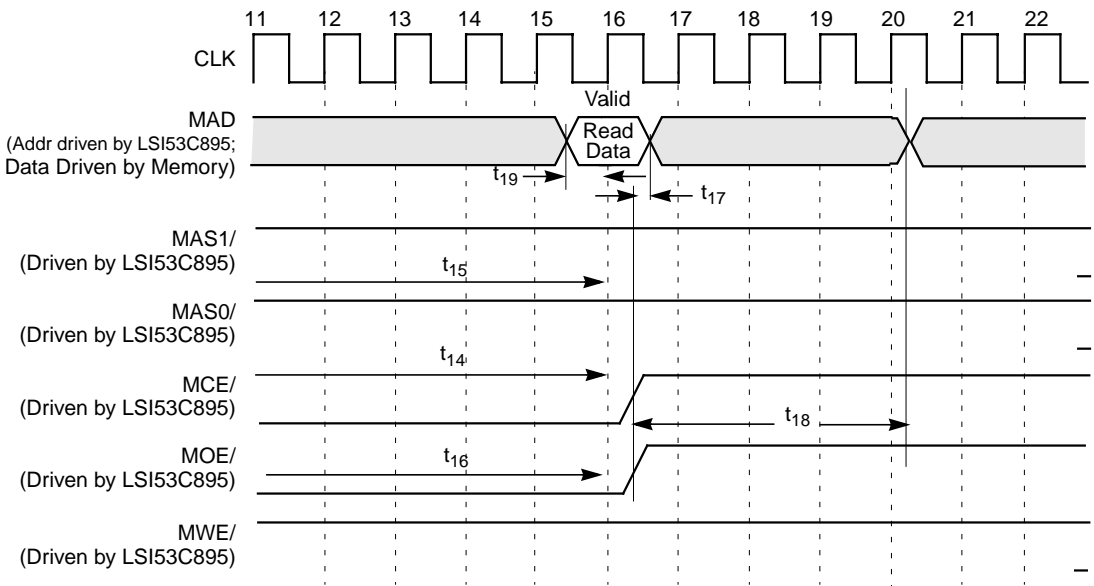 11 12 13 14 15 16 17 18 19 20 21 22
CLK
MAD
(Addr driven by LSI53C895;
Data Driven by Memory)
Valid
Read
Data
t19
t17
MAS1/
(Driven by LSI53C895)
t15
MAS0/
(Driven by LSI53C895)
t14
MCE/
(Driven by LSI53C895)
t18
MOE/
(Driven by LSI53C895)
t16
MWE/
(Driven by LSI53C895)